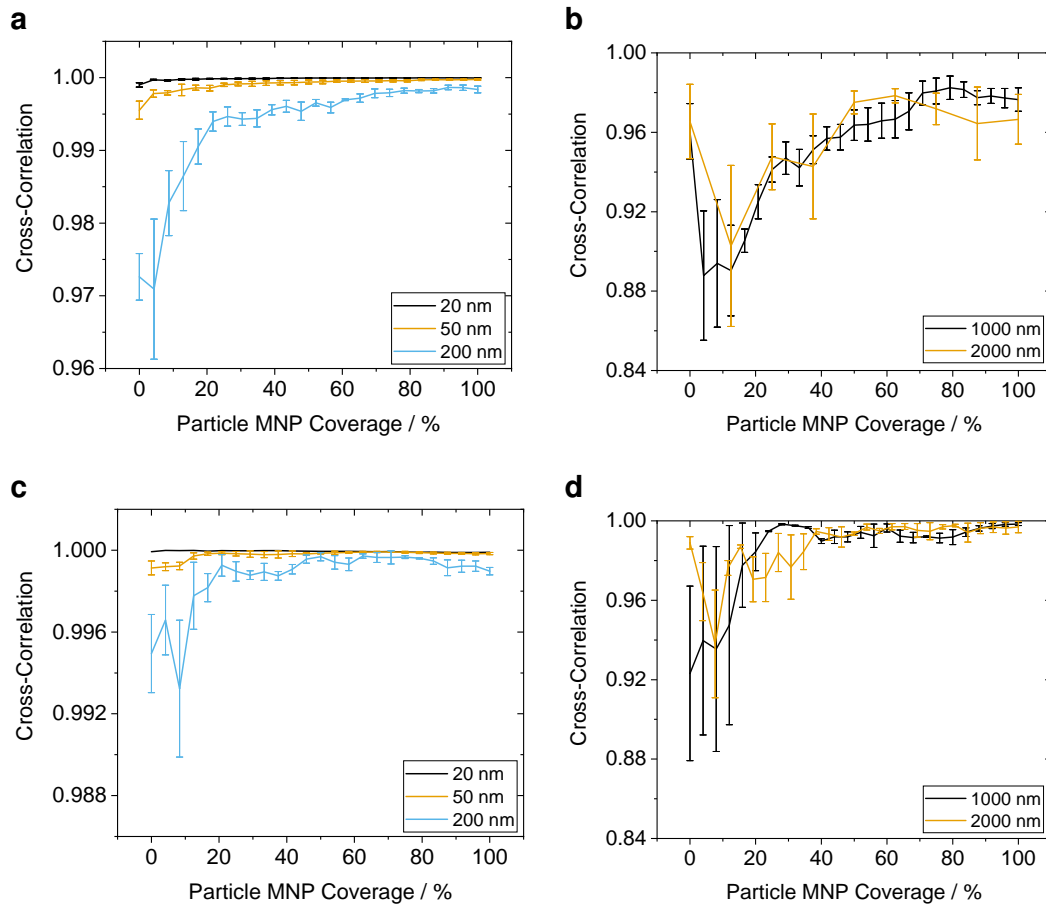 a
1.00
0.99
0.98
0.97
0.96
Cross-Correlation
0 20 40 60 80 100
Particle MNP Coverage / %
20 nm
50 nm
200 nm
b
1.00
0.96
0.92
0.88
0.84
Cross-Correlation
0 20 40 60 80 100
Particle MNP Coverage / %
1000 nm
2000 nm
c
1.000
0.996
0.992
0.988
Cross-Correlation
0 20 40 60 80 100
Particle MNP Coverage / %
20 nm
50 nm
200 nm
d
1.00
0.96
0.92
0.88
0.84
Cross-Correlation
0 20 40 60 80 100
Particle MNP Coverage / %
1000 nm
2000 nm